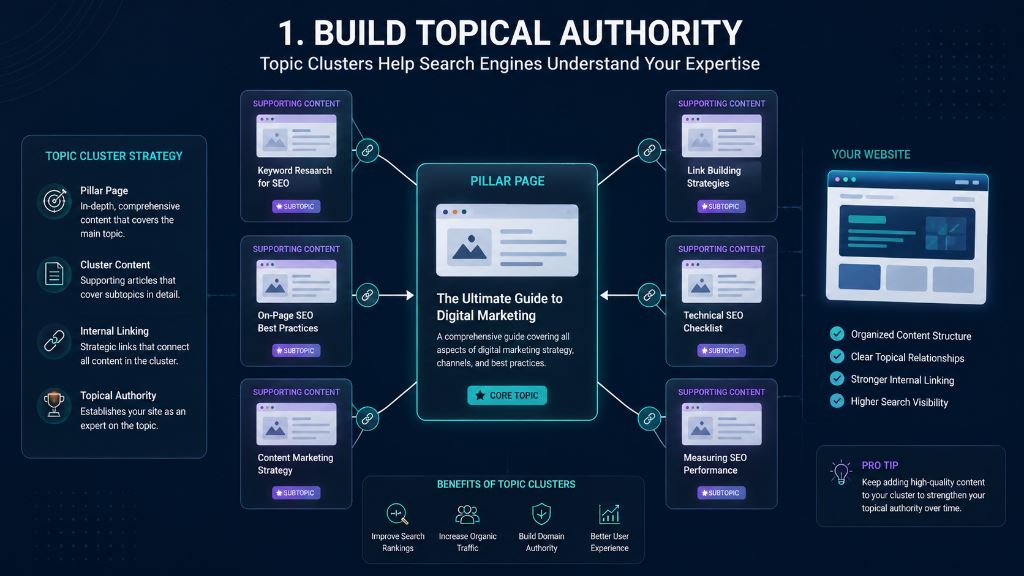 1. BUILD TOPICAL AUTHORITY
Topic Clusters Help Search Engines Understand Your Expertise
TOPIC CLUSTER STRATEGY
Pillar Page
In-depth, comprehensive
content that covers the
main topic.
Cluster Content
Supporting articles that
cover subtopics in detail.
Internal Linking
Strategic links that connect
all content in the cluster.
Topical Authority
Establishes your site as an
expert on the topic.
SUPPORTING CONTENT
Keyword Resaarch
for SEO
SUBTOPIC
SUPPORTING CONTENT
On-Page SEO
Best Practices
SUBTOPIC
SUPPORTING CONTENT
Content Marketing
Strategy
SUBTOPIC
PILLAR PAGE
The Ultimate Guide to
Digital Marketing
A comprehensive guide covering all
aspects of digital marketing strategy,
channels, and best practices.
CORE TOPIC
SUPPORTING CONTENT
Link Building
Strategies
SUBTOPIC
SUPPORTING CONTENT
Technical SEO
Checklist
SUBTOPIC
SUPPORTING CONTENT
Measuring SEO
Performance
SUBTOPIC
YOUR WEBSITE
Organized Content Structure
Clear Topical Relationships
Stronger Internal Linking
Higher Search Visibility
PRO TIP
Keep adding high-quality content
to your cluster to strengthen your
topical authority over time.
BENEFITS OF TOPIC CLUSTERS
Improve Search
Rankings
Increase Organic
Traffic
Build Domain
Authority
Better User
Experience